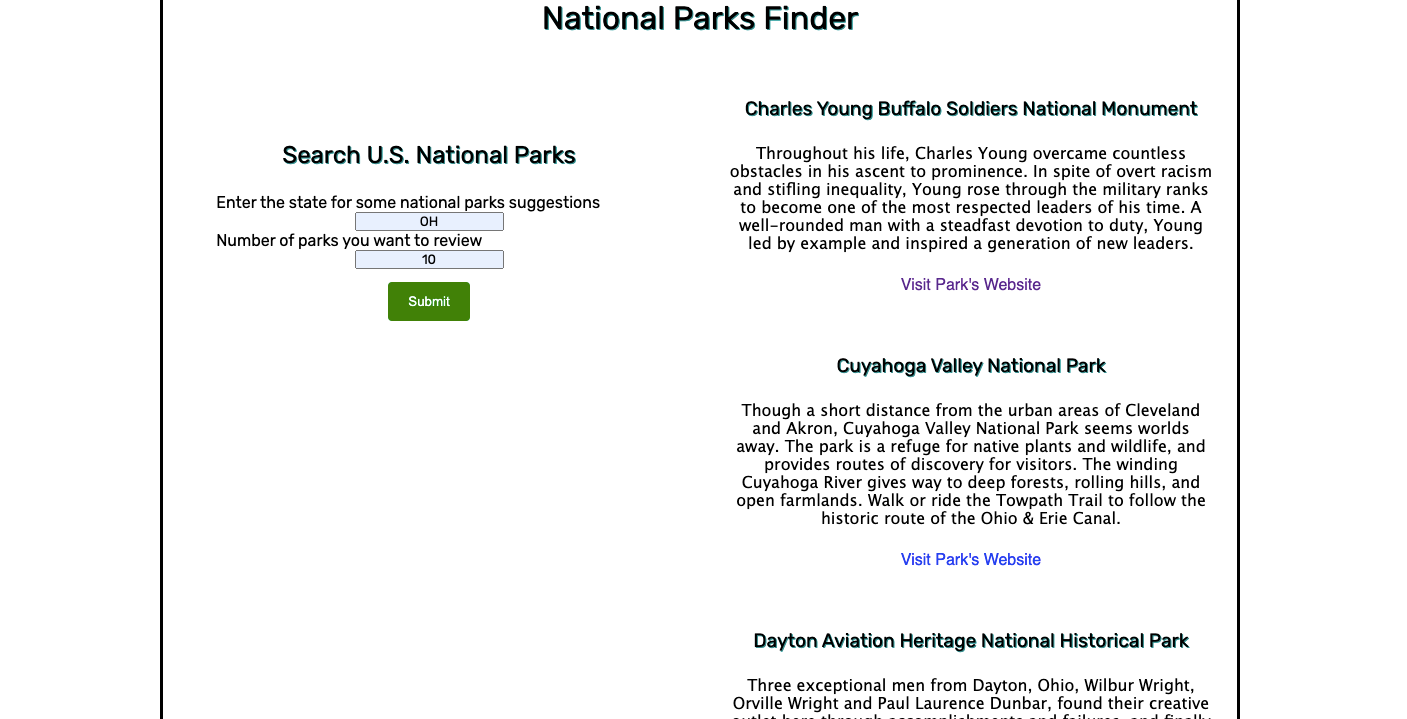 National Parks Finder
Search U.S. National Parks
Enter the state for some national parks suggestions
OH
Number of parks you want to review
10
Submit
Charles Young Buffalo Soldiers National Monument
Throughout his life, Charles Young overcame countless
obstacles in his ascent to prominence. In spite of overt racism
and stifling inequality, Young rose through the military ranks
to become one of the most respected leaders of his time. A
well-rounded man with a steadfast devotion to duty, Young
led by example and inspired a generation of new leaders.
Visit Park's Website
Cuyahoga Valley National Park
Though a short distance from the urban areas of Cleveland
and Akron, Cuyahoga Valley National Park seems worlds
away. The park is a refuge for native plants and wildlife, and
provides routes of discovery for visitors. The winding
Cuyahoga River gives way to deep forests, rolling hills, and
open farmlands. Walk or ride the Towpath Trail to follow the
historic route of the Ohio & Erie Canal.
Visit Park's Website
Dayton Aviation Heritage National Historical Park
Three exceptional men from Dayton, Ohio, Wilbur Wright,
Orville Wright and Paul Laurence Dunbar, found their creative
outlet here through accomplishments and failures, and finally